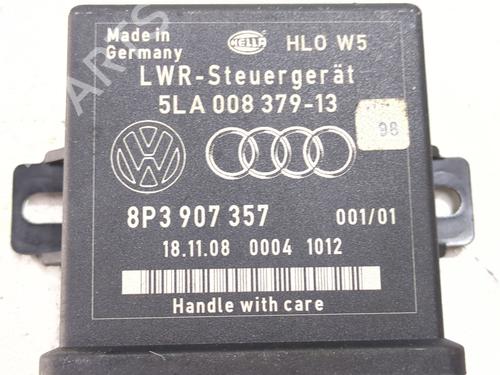 Made in
Germany
HELLA
HLO W5
LWR-Steuergerät
5LA 008 379-13
98
8P3 907 357
001/01
18.11.08 0004 1012
Handle with care